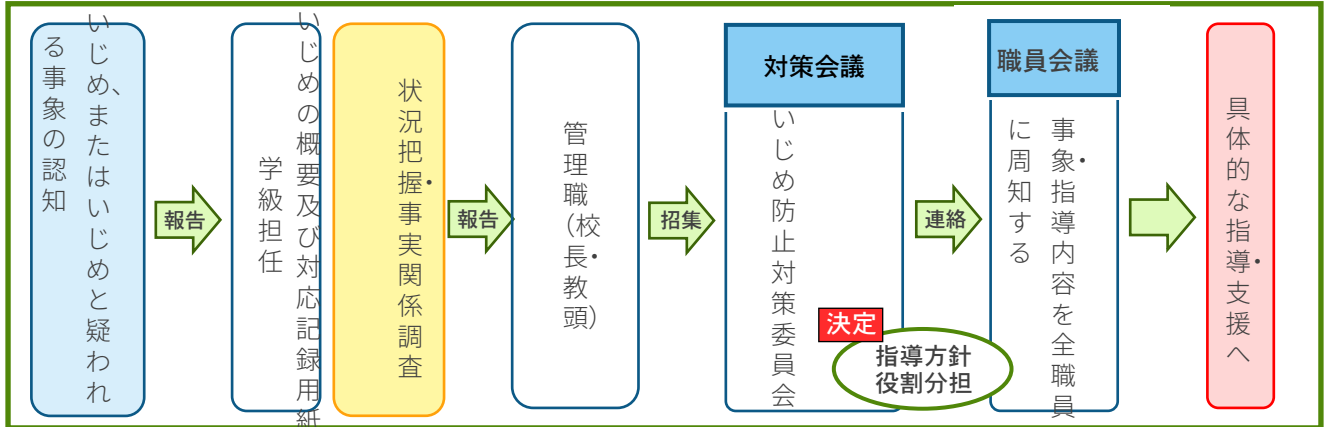 いじめ、またはいじめと疑われ
る事象の認知
報告
いじめの概要及び対応記録用紙
学級担任
状況把握・事実関係調査
報告
管理職(校長・教頭)
招集
対策会議
いじめ防止対策委員会
決定
指導方針
役割分担
連絡
職員会議
事象・指導内容を全職員
に周知する
具体的な指導・支援へ